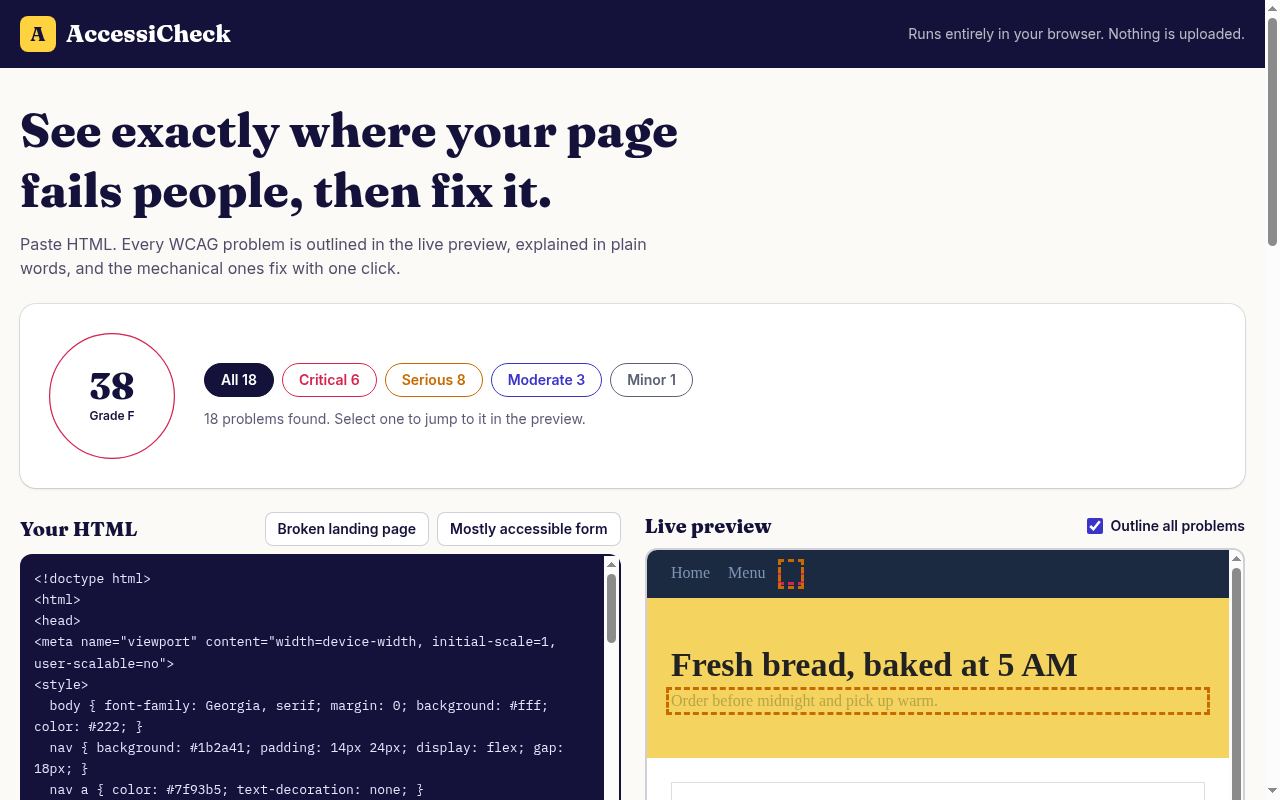 A AccessiCheck
Runs entirely in your browser. Nothing is uploaded.
See exactly where your page
fails people, then fix it.
Paste HTML. Every WCAG problem is outlined in the live preview, explained in plain
words, and the mechanical ones fix with one click.
38
Grade F
All 18
Critical 6
Serious 8
Moderate 3
Minor 1
18 problems found. Select one to jump to it in the preview.
Your HTML
Broken landing page
Mostly accessible form
<!doctype html>
<html>
<head>
<meta name="viewport" content="width=device-width, initial-scale=1,
user-scalable=no">
<style>
body { font-family: Georgia, serif; margin: 0; background: #fff;
color: #222; }
nav { background: #1b2a41; padding: 14px 24px; display: flex; gap:
18px; }
nav a { color: #7f93b5; text-decoration: none; }
Live preview
Outline all problems
Home Menu
Fresh bread, baked at 5 AM
Order before midnight and pick up warm.